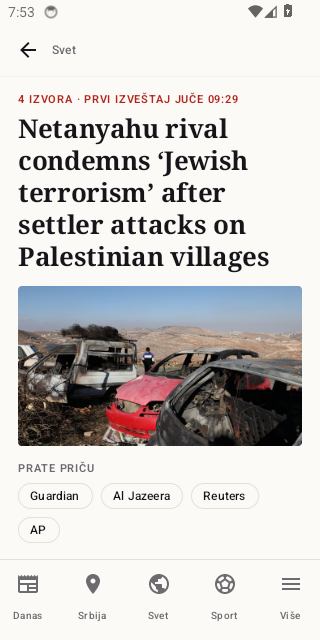 7:53
Svet
4 IZVORA · PRVI IZVEŠTAJ JUČE 09:29
Netanyahu rival
condemns ‘Jewish
terrorism’ after
settler attacks on
Palestinian villages
PRATE PRIČU
Guardian
Al Jazeera
Reuters
AP
Danas
Srbija
Svet
Sport
Više